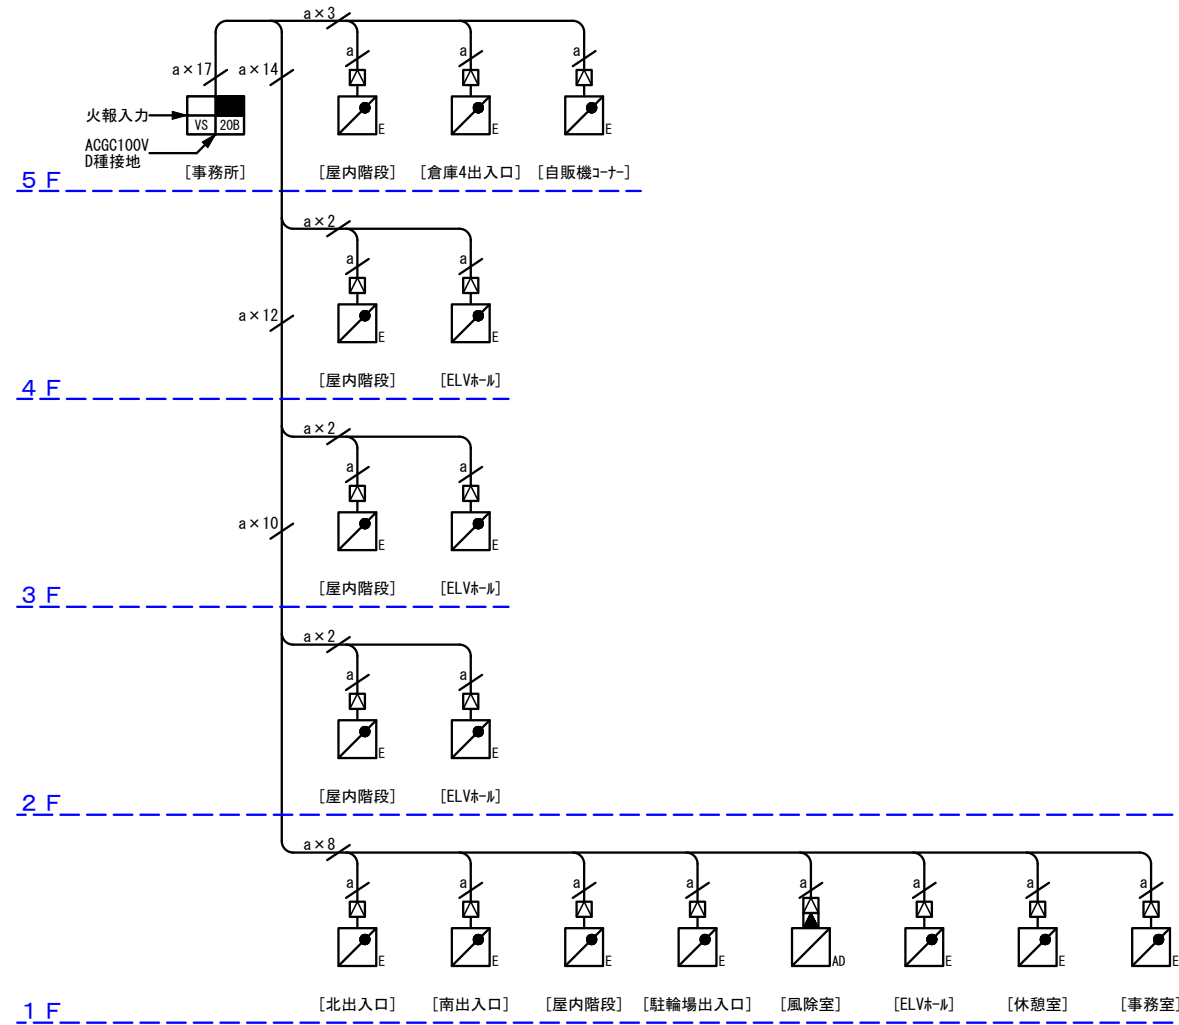 a×3
a a a
a×17 a×14
火報入力
VS 20B E E E
ACGC100V
D種接地
[事務所] [屋内階段] [倉庫4出入口] [自販機ｺｰﾅｰ]
5 F
a×2
a a
a×12
E E
[屋内階段] [ELVﾎｰﾙ]
4 F
a×2
a a
a×10
E E
[屋内階段] [ELVﾎｰﾙ]
3 F
a×2
a a
E E
[屋内階段] [ELVﾎｰﾙ]
2 F
a×8
a a a a a a a a
E E E E AD E E E
[北出入口] [南出入口] [屋内階段] [駐輪場出入口] [風除室] [ELVﾎｰﾙ] [休憩室] [事務室]
1 F